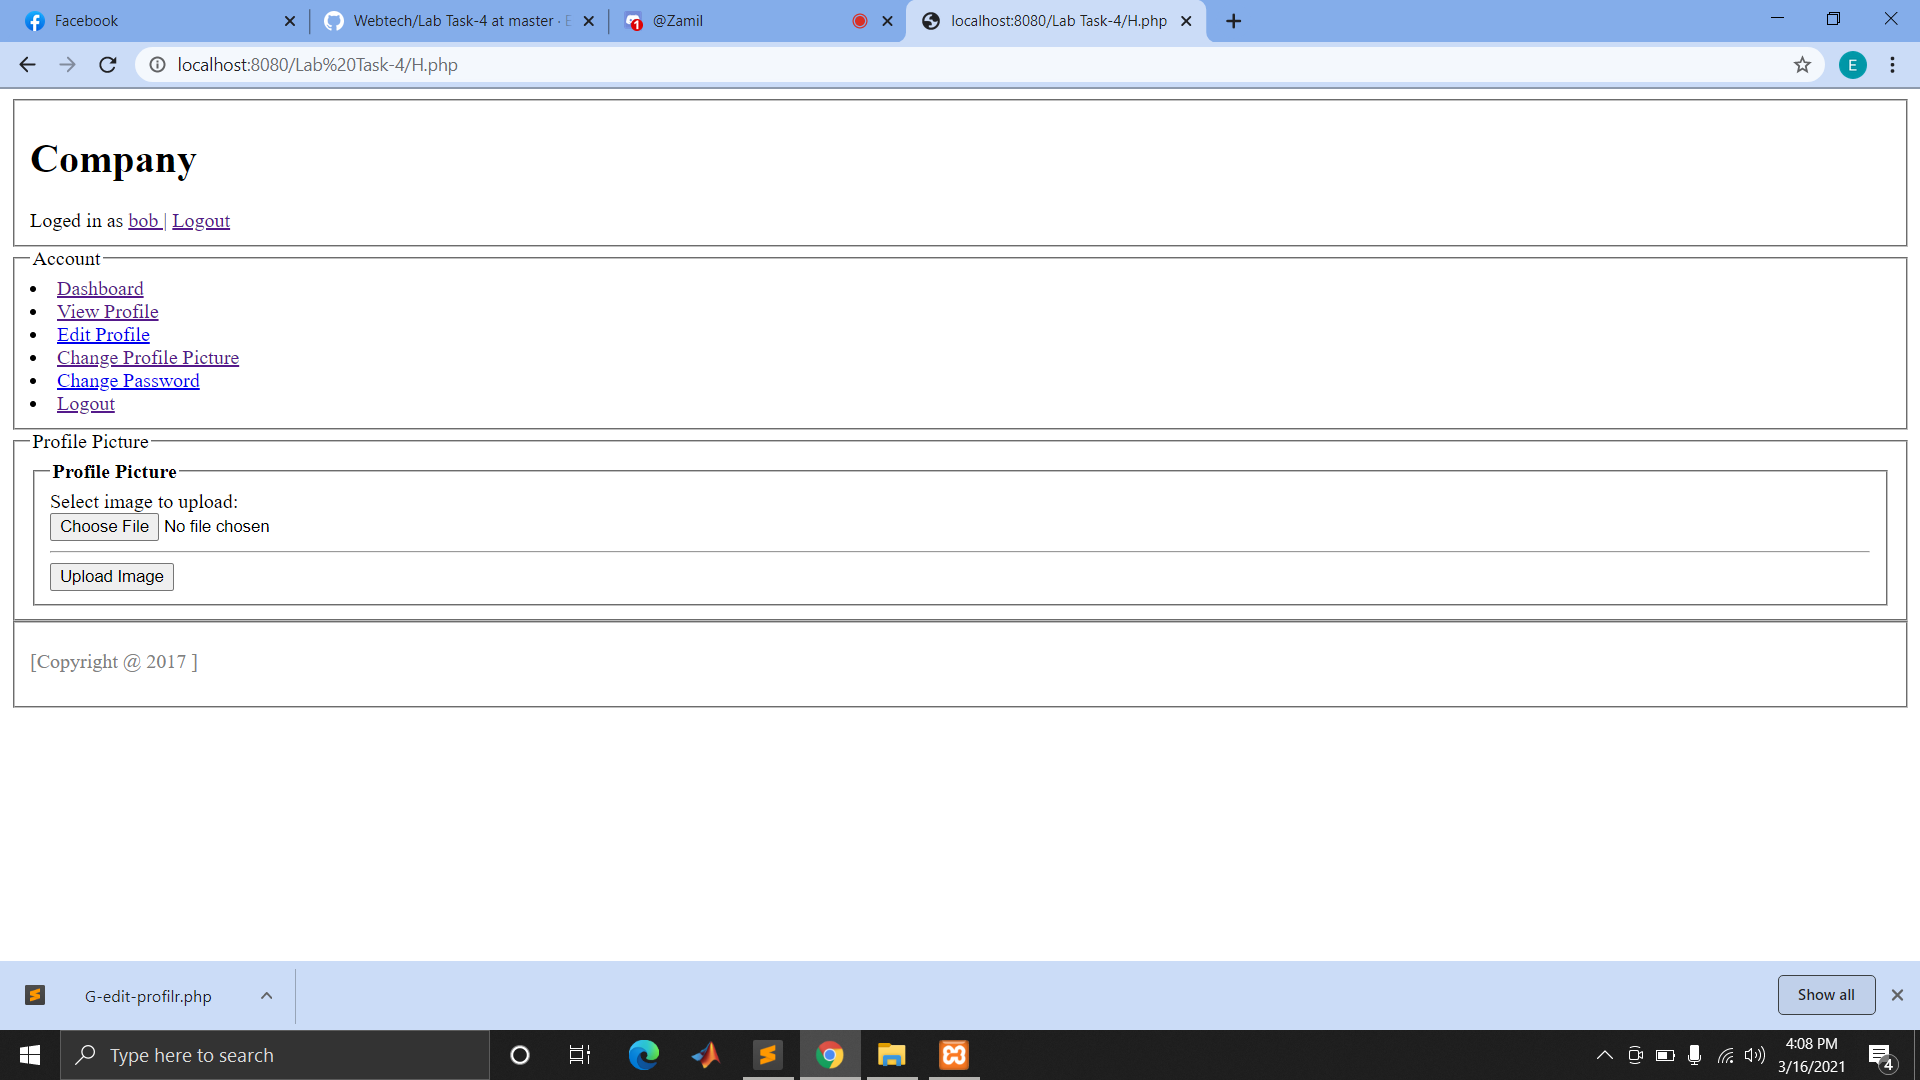 Facebook
Webtech/Lab Task-4 at master ·
1
@Zamil
localhost:8080/Lab Task-4/H.php
localhost:8080/Lab%20Task-4/H.php
E
Company
Loged in as bob | Logout
Account
Dashboard
View Profile
Edit Profile
Change Profile Picture
Change Password
Logout
Profile Picture
Profile Picture
Select image to upload:
Choose File No file chosen
Upload Image
[Copyright @ 2017 ]
G-edit-profilr.php
Show all
Type here to search
4:08 PM
3/16/2021
4